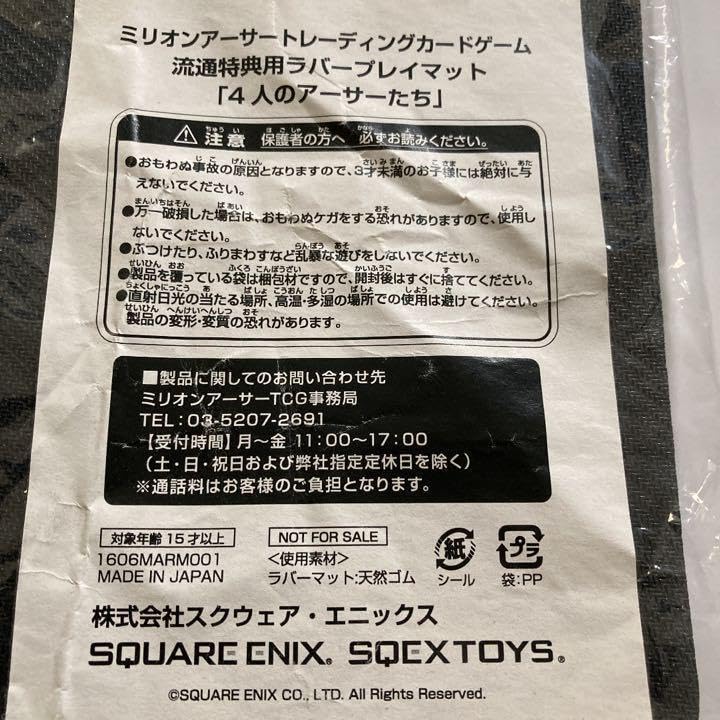 ミリオンアーサートレーディングカードゲーム
流通特典用ラバープレイマット
「4人のアーサーたち」
⚠注意 保護者の方へ 必ずお読みください。
●おもわぬ事故の原因となりますので、3才未満のお子様には絶対に与
えないでください。
●万一破損した場合は、おもわぬケガをする恐れがありますので、使用し
ないでください。
●ぶつけたり、ふりまわすなど乱暴な遊びをしないでください。
●製品を覆っている袋は梱包材ですので、開封後はすぐに捨ててください。
●直射日光の当たる場所、高温・多湿の場所での使用は避けてください。
製品の変形・変質の恐れがあります。
■製品に関してのお問い合わせ先
ミリオンアーサーTCG事務局
TEL:03-5207-2691
【受付時間】月〜金 11:00〜17:00
(土・日・祝日および弊社指定定休日を除く)
※通話料はお客様のご負担となります。
対象年齢 15才以上
1606MARM001
MADE IN JAPAN
NOT FOR SALE
<使用素材>
ラバーマット:天然ゴム
紙
シール
プラ
袋:PP
株式会社スクウェア・エニックス
SQUARE ENIX® SQEXTOYS®
©SQUARE ENIX CO., LTD. All Rights Reserved.